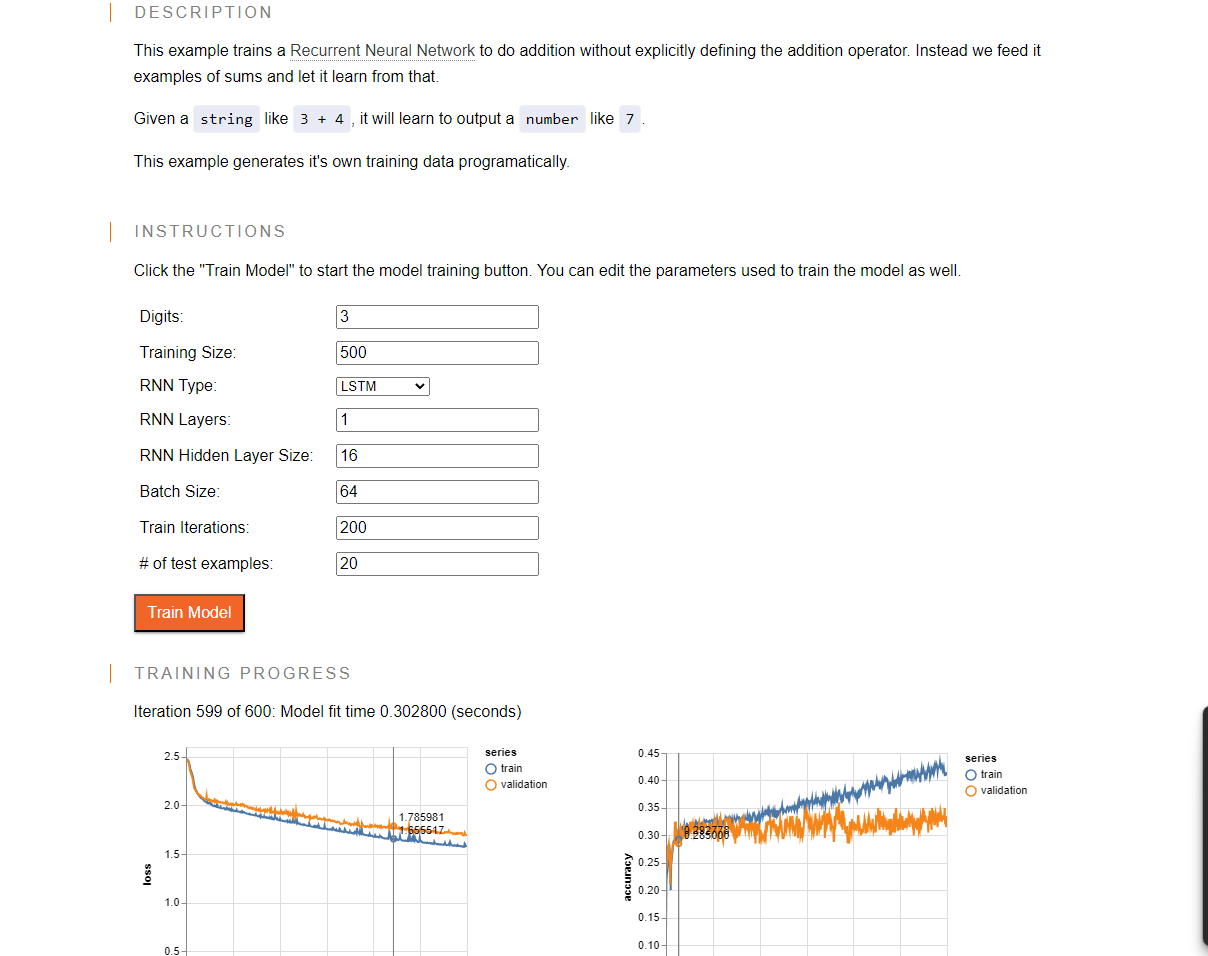 DESCRIPTION
This example trains a Recurrent Neural Network to do addition without explicitly defining the addition operator. Instead we feed it
examples of sums and let it learn from that.
Given a string like 3 + 4, it will learn to output a number like 7.
This example generates it's own training data programatically.
INSTRUCTIONS
Click the "Train Model" to start the model training button. You can edit the parameters used to train the model as well.
Digits: 3
Training Size: 500
RNN Type: LSTM
RNN Layers: 1
RNN Hidden Layer Size: 16
Batch Size: 64
Train Iterations: 200
# of test examples: 20
Train Model
TRAINING PROGRESS
Iteration 599 of 600: Model fit time 0.302800 (seconds)
2.5
2.0
1.5
1.0
0.5
loss
1.785981
1.655517
series
train
validation
0.45
0.40
0.35
0.30
0.25
0.20
0.15
0.10
accuracy
series
train
validation